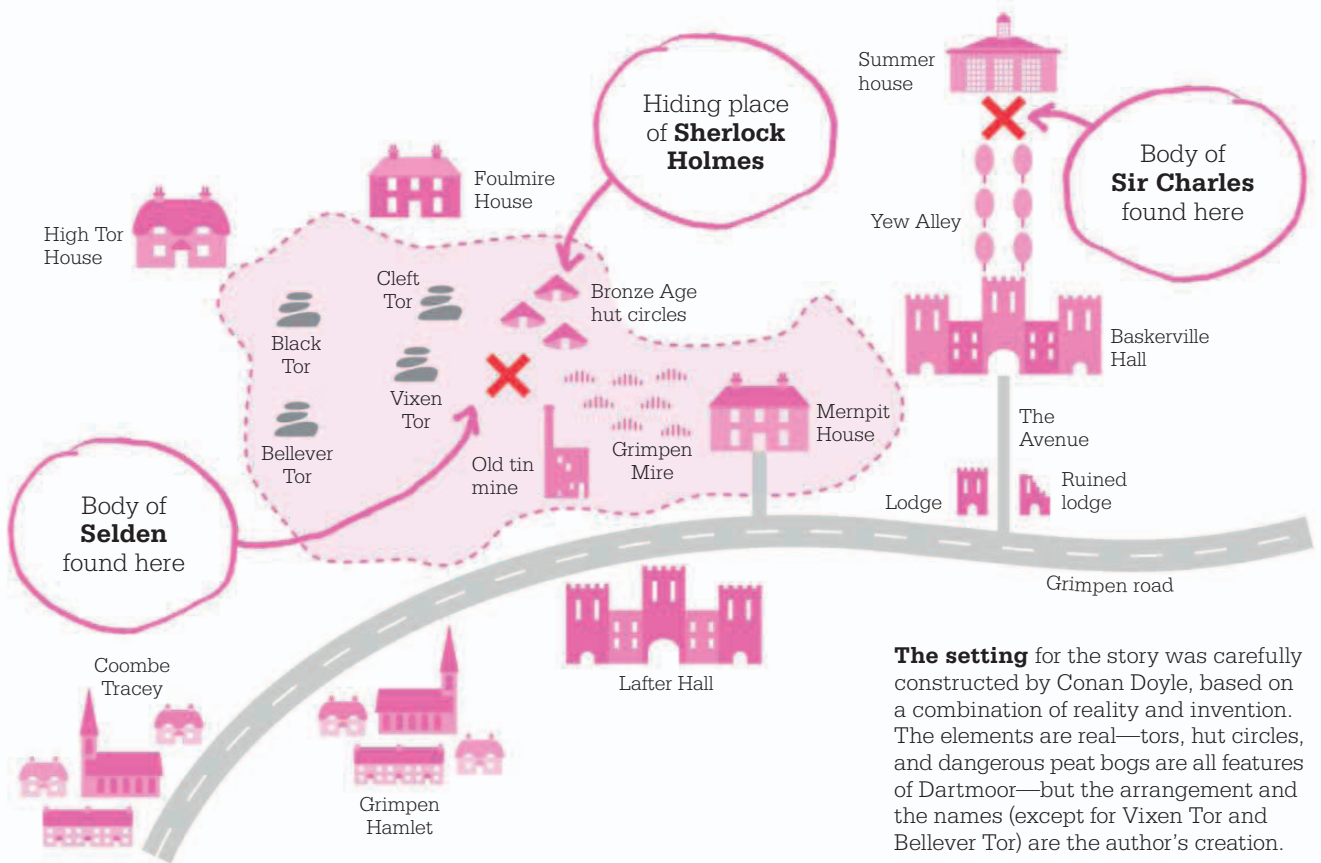 Summer
house
Hiding place
of Sherlock
Holmes
Body of
Sir Charles
found here
Foulmire
House
High Tor
House
Yew Alley
Cleft
Tor
Bronze Age
hut circles
Black
Tor
Baskerville
Hall
Vixen
Tor
Mernpit
House
The
Avenue
Bellever
Tor
Old tin
mine
Grimpen
Mire
Lodge
Ruined
lodge
Body of
Selden
found here
Grimpen road
Coombe
Tracey
Lafter Hall
Grimpen
Hamlet
The setting for the story was carefully
constructed by Conan Doyle, based on
a combination of reality and invention.
The elements are real—tors, hut circles,
and dangerous peat bogs are all features
of Dartmoor—but the arrangement and
the names (except for Vixen Tor and
Bellever Tor) are the author's creation.